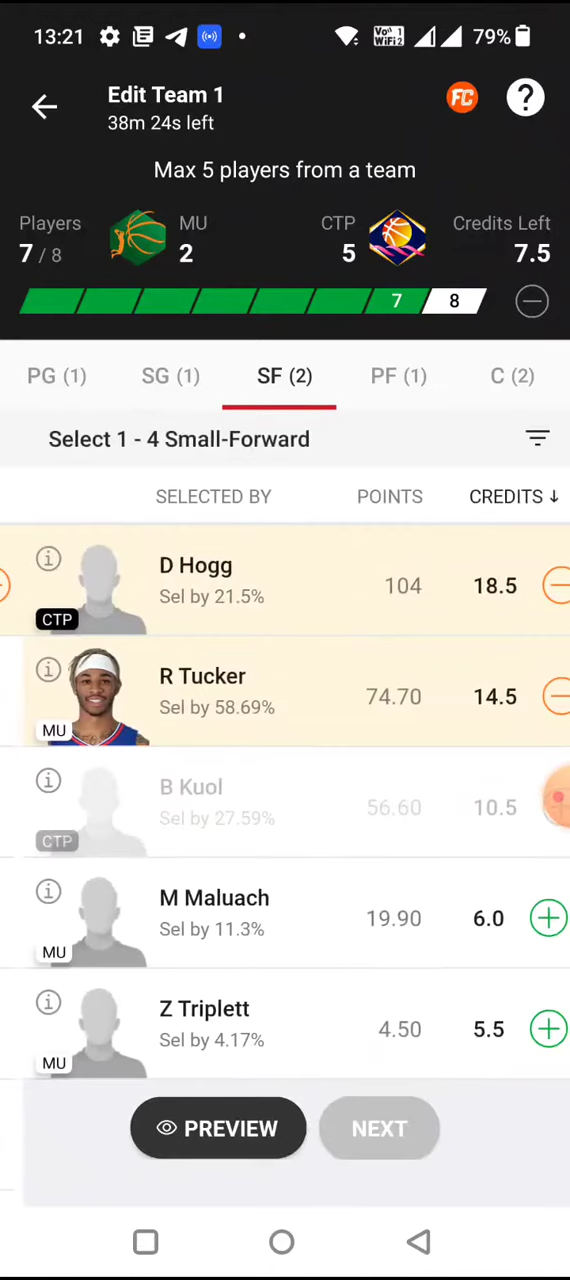 13:21 Vo)) 1 WiFi2 79%
Edit Team 1
38m 24s left
FC ?
Max 5 players from a team
Players MU CTP Credits Left
7 / 8 2 5 7.5
7 8
PG (1) SG (1) SF (2) PF (1) C (2)
Select 1 - 4 Small-Forward
SELECTED BY POINTS CREDITS ↓
D Hogg
Sel by 21.5%
104 18.5
CTP
R Tucker
Sel by 58.69%
74.70 14.5
MU
B Kuol
Sel by 27.59%
56.60 10.5
CTP
M Maluach
Sel by 11.3%
19.90 6.0
MU
Z Triplett
Sel by 4.17%
4.50 5.5
MU
PREVIEW NEXT